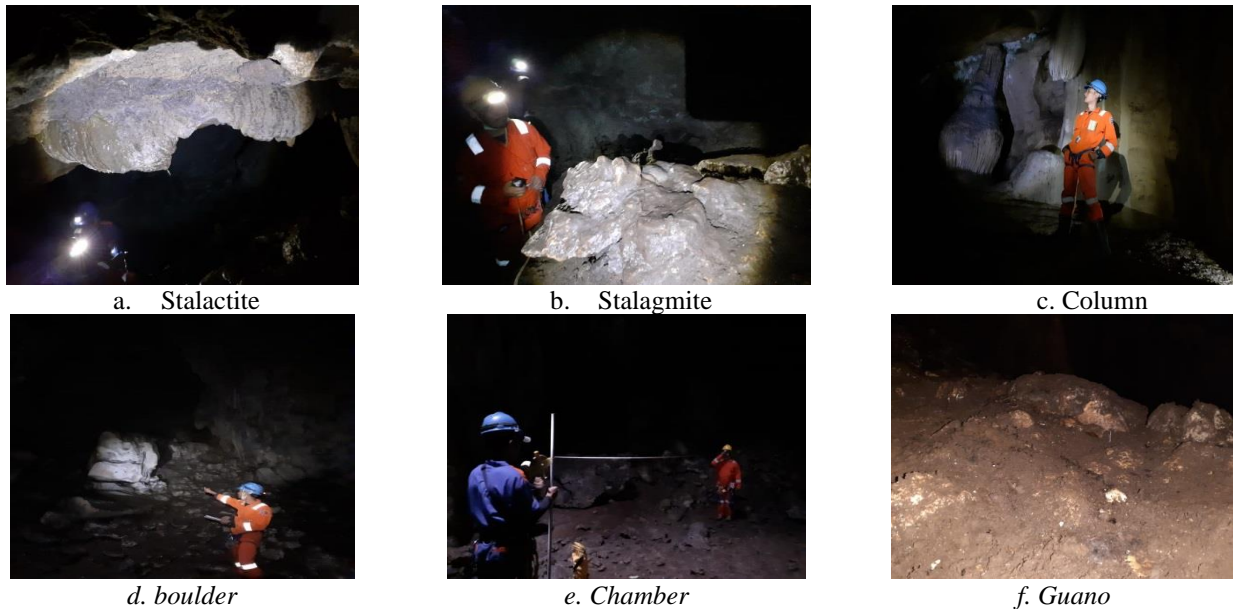 a. Stalactite
b. Stalagmite
c. Column
d. boulder
e. Chamber
f. Guano